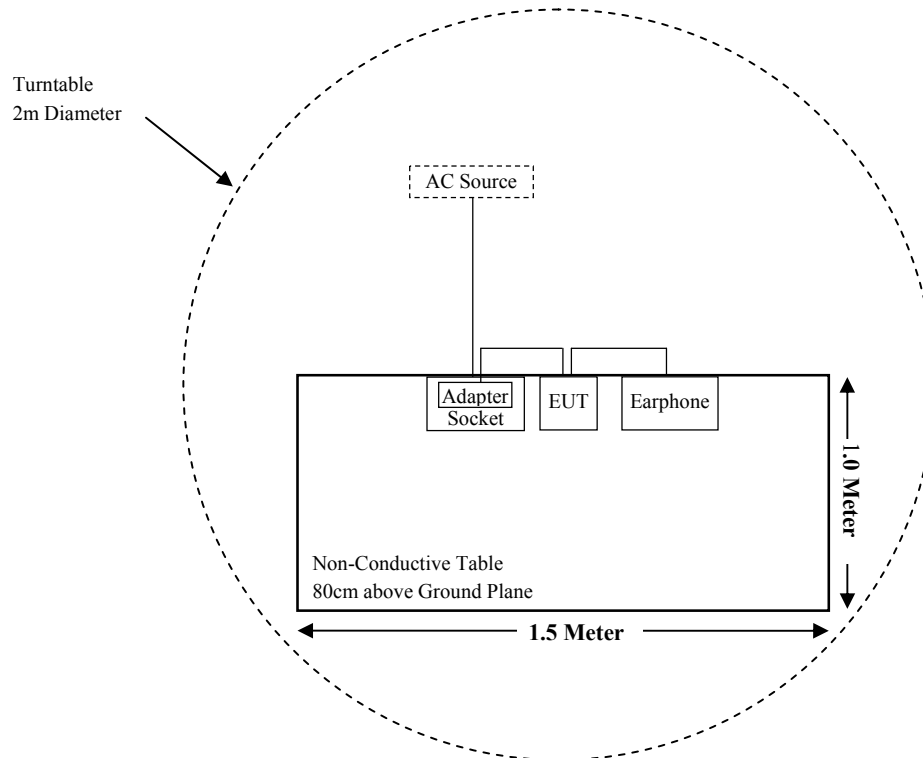 Turntable
2m Diameter
AC Source
Adapter
Socket
EUT
Earphone
1.0 Meter
Non-Conductive Table
80cm above Ground Plane
1.5 Meter